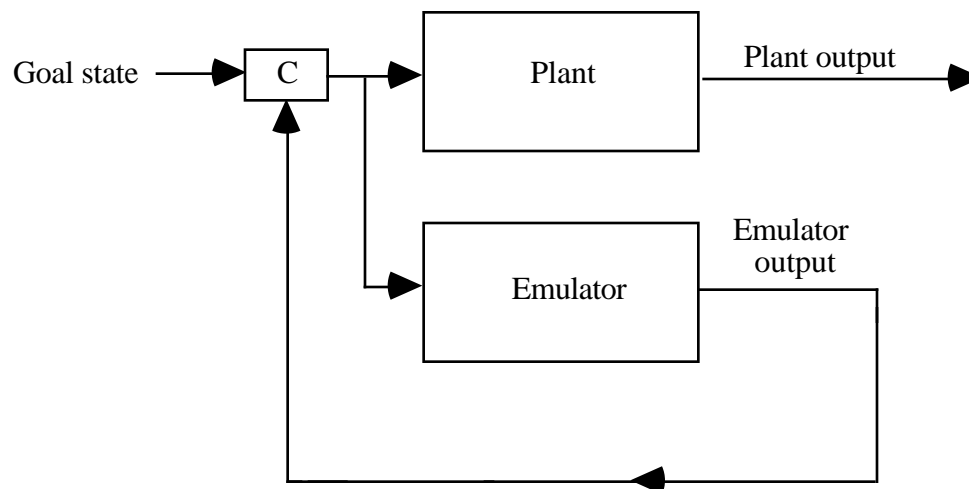 Goal state
C
Plant
Plant output
Emulator
Emulator
output